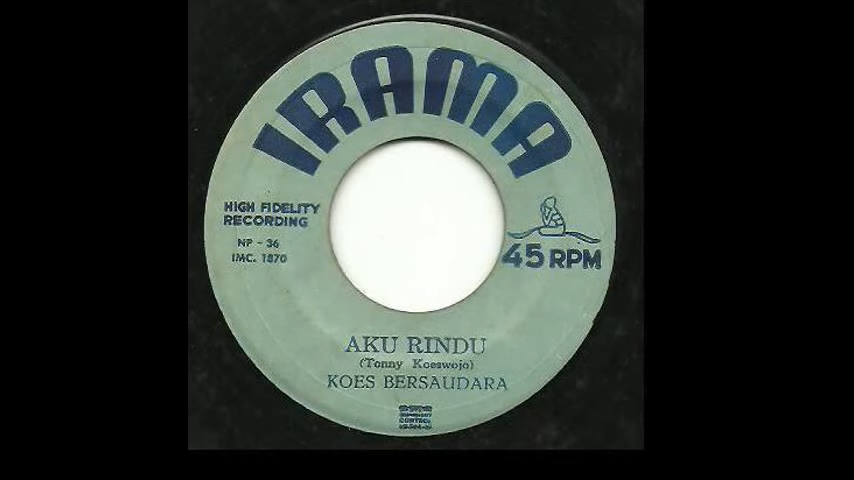 IRAMA
HIGH FIDELITY
RECORDING
NP - 36
IMC. 1870
45 RPM
AKU RINDU
(Tonny Koeswojo)
KOES BERSAUDARA